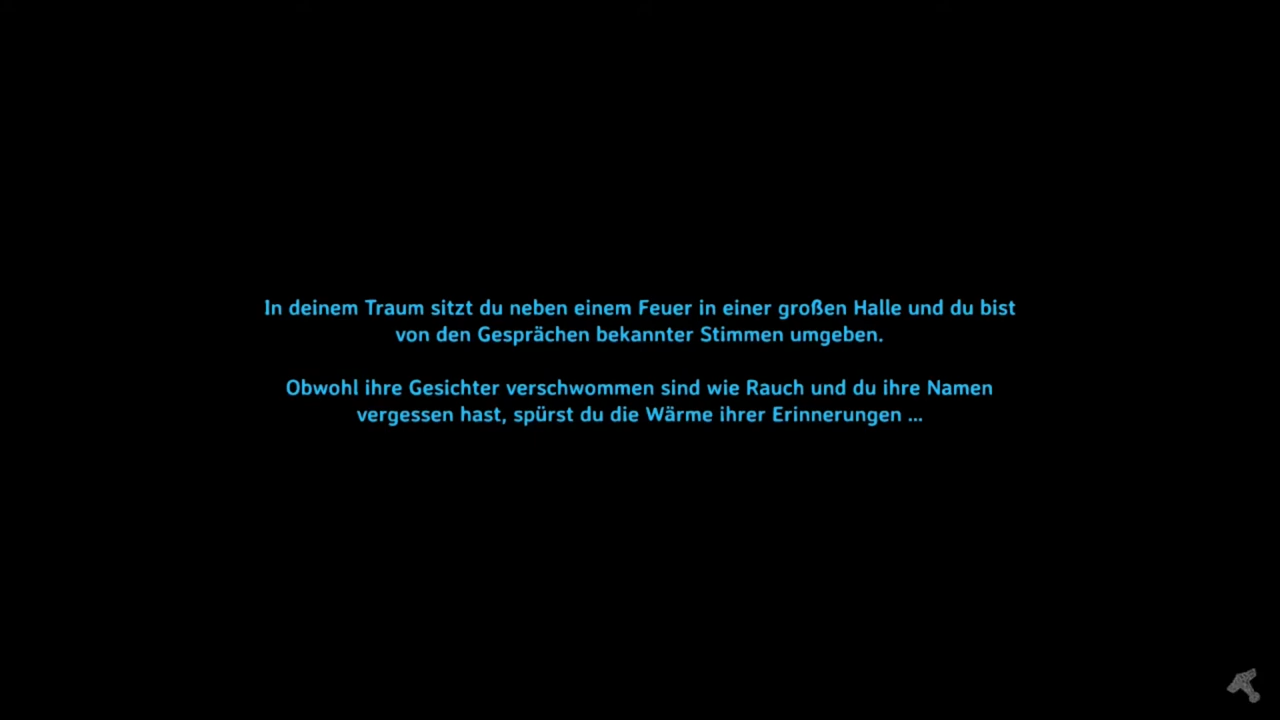 In deinem Traum sitzt du neben einem Feuer in einer großen Halle und du bist
von den Gesprächen bekannter Stimmen umgeben.
Obwohl ihre Gesichter verschwommen sind wie Rauch und du ihre Namen
vergessen hast, spürst du die Wärme ihrer Erinnerungen ...